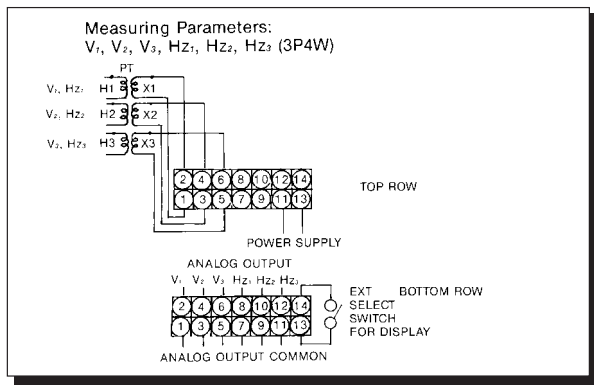 Measuring Parameters:
V₁, V₂, V₃, Hz₁, Hz₂, Hz₃ (3P4W)
PT
V₁, Hz₁ H1 X1
V₂, Hz₂ H2 X2
V₃, Hz₃ H3 X3
2 4 6 8 10 12 14
1 3 5 7 9 11 13
TOP ROW
POWER SUPPLY
ANALOG OUTPUT
V₁ V₂ V₃ Hz₁ Hz₂ Hz₃
2 4 6 8 10 12 14
1 3 5 7 9 11 13
EXT BOTTOM ROW
SELECT
SWITCH
FOR DISPLAY
ANALOG OUTPUT COMMON